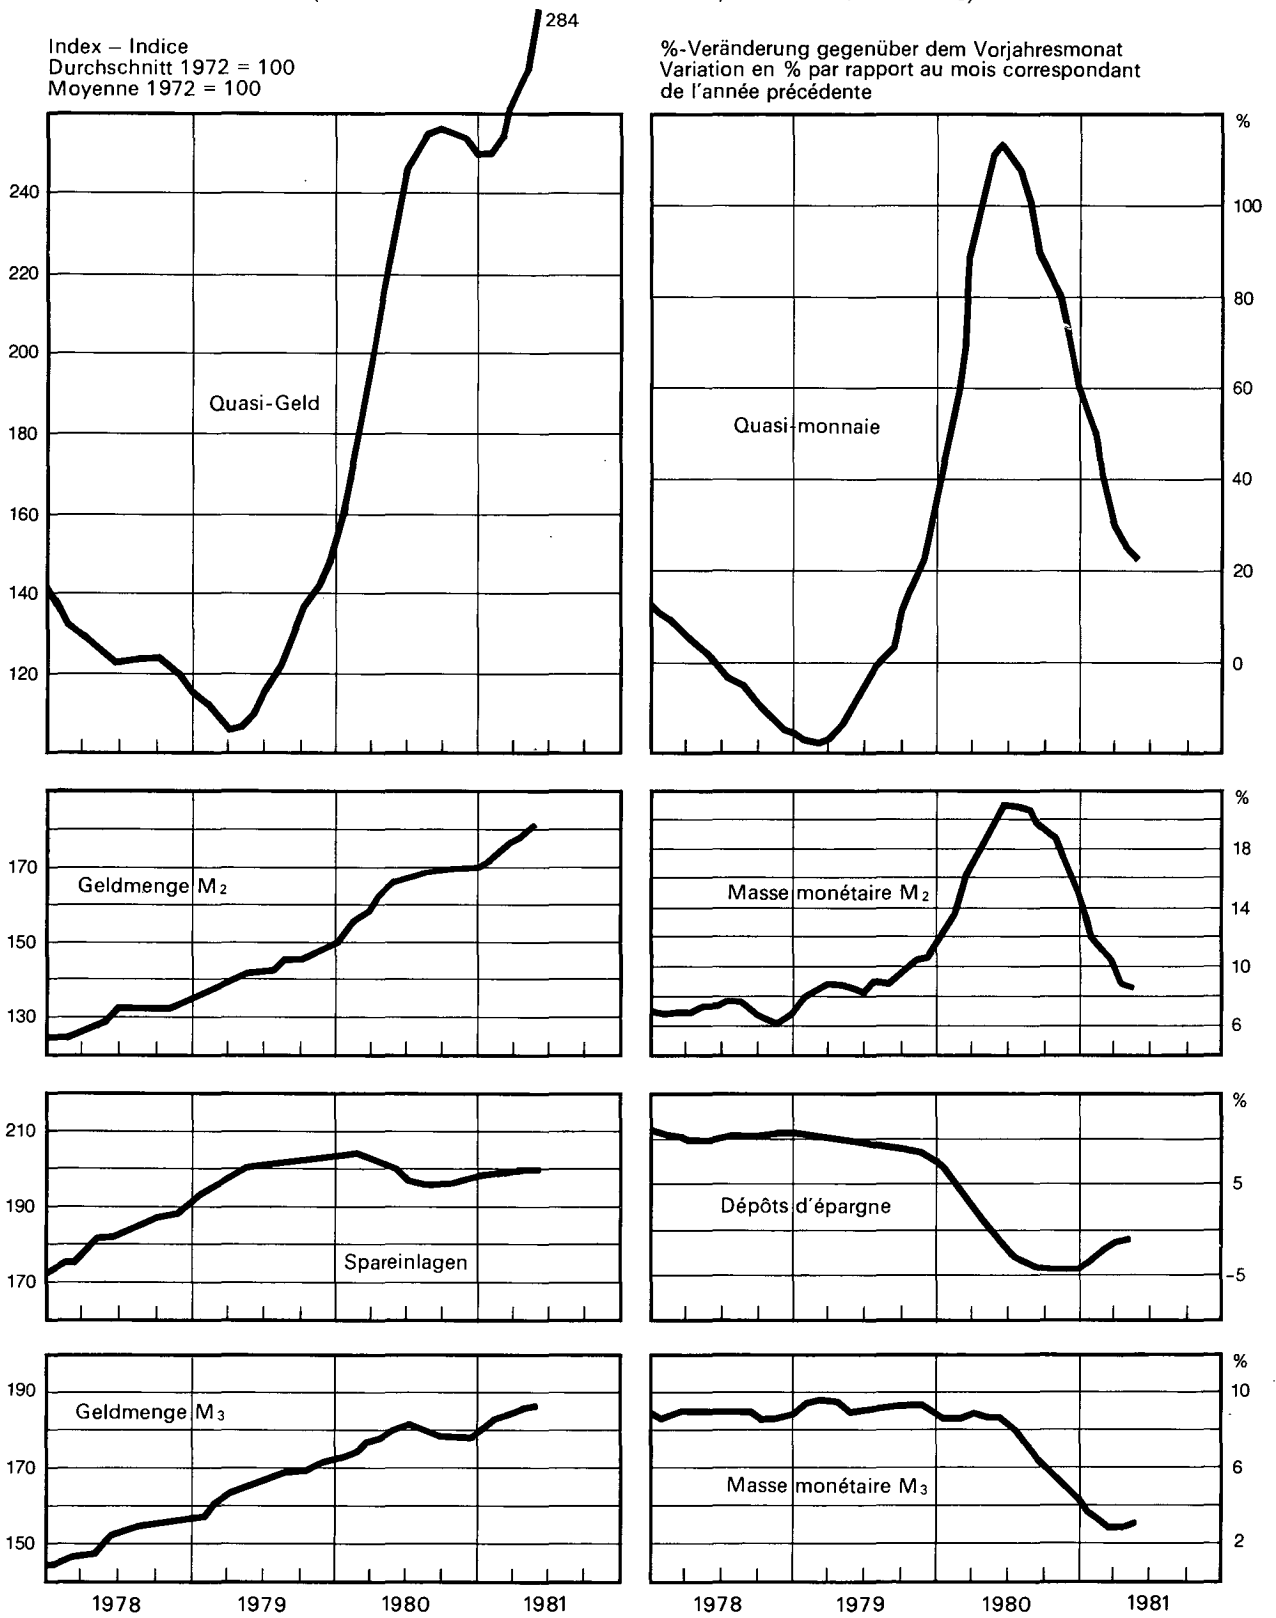 284
Index – Indice
Durchschnitt 1972 = 100
Moyenne 1972 = 100
%-Veränderung gegenüber dem Vorjahresmonat
Variation en % par rapport au mois correspondant
de l'année précédente
%
240
220
200
180
160
140
120
Quasi-Geld
100
80
60
40
20
0
Quasi-monnaie
170
150
130
Geldmenge M2
%
18
14
10
6
Masse monétaire M2
210
190
170
Spareinlagen
%
5
-5
Dépôts d'épargne
190
170
150
Geldmenge M3
%
10
6
2
Masse monétaire M3
1978 1979 1980 1981
1978 1979 1980 1981